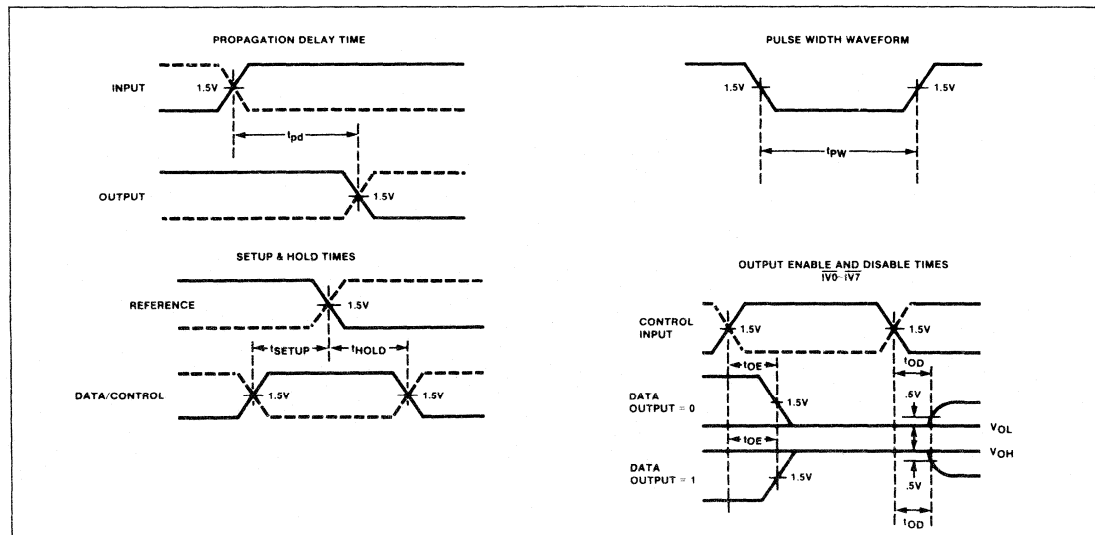 PROPAGATION DELAY TIME
INPUT
1.5V
tpd
OUTPUT
1.5V
PULSE WIDTH WAVEFORM
1.5V
1.5V
tPW
SETUP & HOLD TIMES
REFERENCE
1.5V
tSETUP
tHOLD
DATA/CONTROL
1.5V
1.5V
OUTPUT ENABLE AND DISABLE TIMES
IV0-IV7
CONTROL
INPUT
1.5V
1.5V
tOE
tOD
DATA
OUTPUT = 0
1.5V
.5V
VOL
tOE
VOH
DATA
OUTPUT = 1
1.5V
.5V
tOD